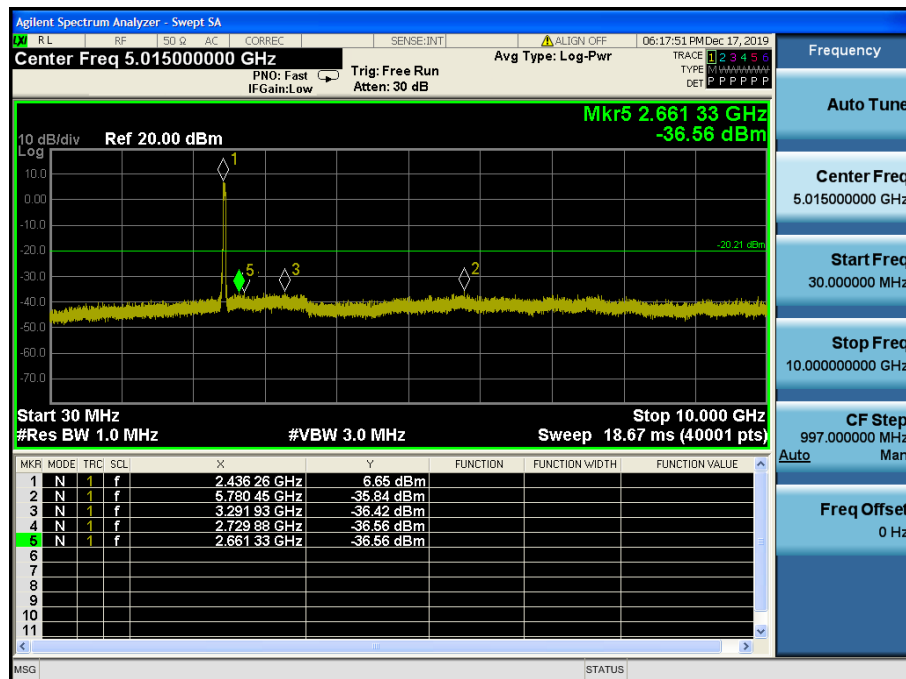 Agilent Spectrum Analyzer - Swept SA
LXI RL RF 50 Ω AC CORREC SENSE:INT ALIGN OFF 06:17:51 PM Dec 17, 2019
Center Freq 5.015000000 GHz
PNO: Fast
IFGain:Low
Trig: Free Run
Atten: 30 dB
Avg Type: Log-Pwr
TRACE 1 2 3 4 5 6
TYPE M WWWWW
DET P P P P P P
Mkr5 2.661 33 GHz
-36.56 dBm
10 dB/div Ref 20.00 dBm
Log
10.0
0.00
-10.0
-20.0
-30.0
-40.0
-50.0
-60.0
-70.0
1
5
3
2
-20.21 dBm
Start 30 MHz Stop 10.000 GHz
#Res BW 1.0 MHz #VBW 3.0 MHz Sweep 18.67 ms (40001 pts)
MKR MODE TRC SCL X Y FUNCTION FUNCTION WIDTH FUNCTION VALUE
1 N 1 f 2.436 26 GHz 6.65 dBm
2 N 1 f 5.780 45 GHz -35.84 dBm
3 N 1 f 3.291 93 GHz -36.42 dBm
4 N 1 f 2.729 88 GHz -36.56 dBm
5 N 1 f 2.661 33 GHz -36.56 dBm
6
7
8
9
10
11
MSG STATUS
Frequency
Auto Tune
Center Freq
5.015000000 GHz
Start Freq
30.000000 MHz
Stop Freq
10.000000000 GHz
CF Step
997.000000 MHz
Auto Man
Freq Offset
0 Hz